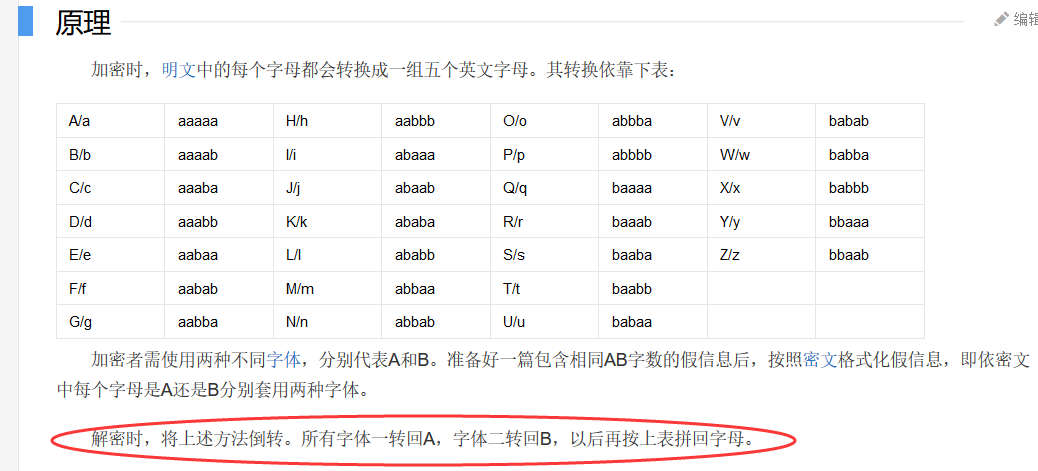 原理
编辑
加密时，明文中的每个字母都会转换成一组五个英文字母。其转换依靠下表：
A/a aaaaa H/h aabbb O/o abbba V/v babab
B/b aaaab I/i abaaa P/p abbbb W/w babba
C/c aaaba J/j abaab Q/q baaaa X/x babbb
D/d aaabb K/k ababa R/r baaab Y/y bbaaa
E/e aabaa L/l ababb S/s baaba Z/z bbaab
F/f aabab M/m abbaa T/t baabb
G/g aabba N/n abbab U/u babaa
加密者需使用两种不同字体，分别代表A和B。准备好一篇包含相同AB字数的假信息后，按照密文格式化假信息，即依密文
中每个字母是A还是B分别套用两种字体。
解密时，将上述方法倒转。所有字体一转回A，字体二转回B，以后再按上表拼回字母。